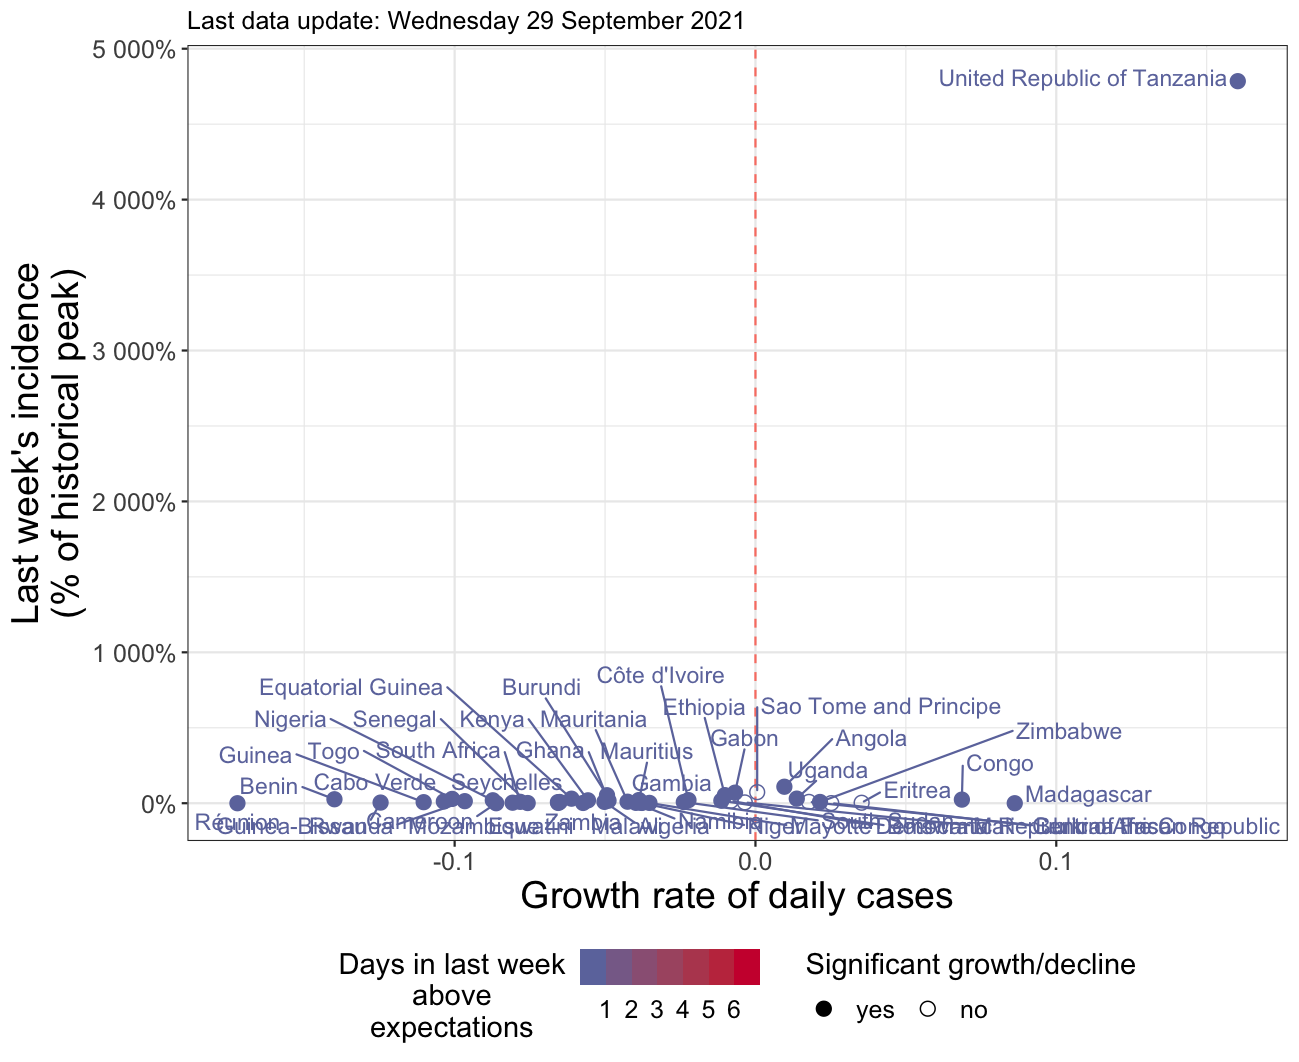 Last data update: Wednesday 29 September 2021
5 000%
4 000%
3 000%
2 000%
1 000%
0%
Last week's incidence
(% of historical peak)
United Republic of Tanzania
Côte d'Ivoire
Equatorial Guinea
Burundi
Ethiopia
Sao Tome and Principe
Nigeria
Senegal
Kenya
Mauritania
Zimbabwe
Gabon
Angola
Guinea
Togo
South Africa
Ghana
Mauritius
Congo
Uganda
Benin
Cabo Verde
Seychelles
Gambia
Eritrea
Madagascar
Réunion
Guinea-Bissau
Rwanda
Cameroon
Mozambique
Eswatini
Zambia
Malawi
Algeria
Namibia
Niger
Mayotte
South Sudan
-0.1
0.0
0.1
Growth rate of daily cases
Days in last week
above
expectations
1 2 3 4 5 6
Significant growth/decline
yes
no